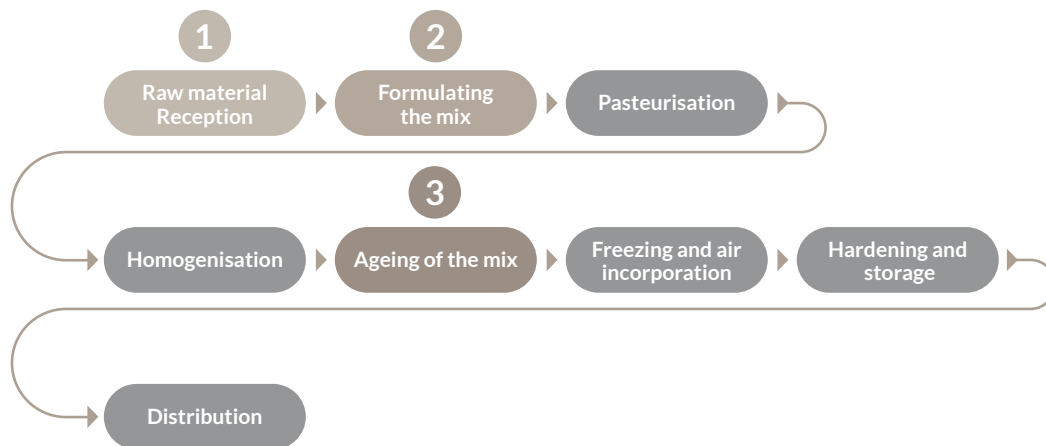 1
2
Raw material
Reception
Formulating
the mix
Pasteurisation
3
Homogenisation
Ageing of the mix
Freezing and air
incorporation
Hardening and
storage
Distribution